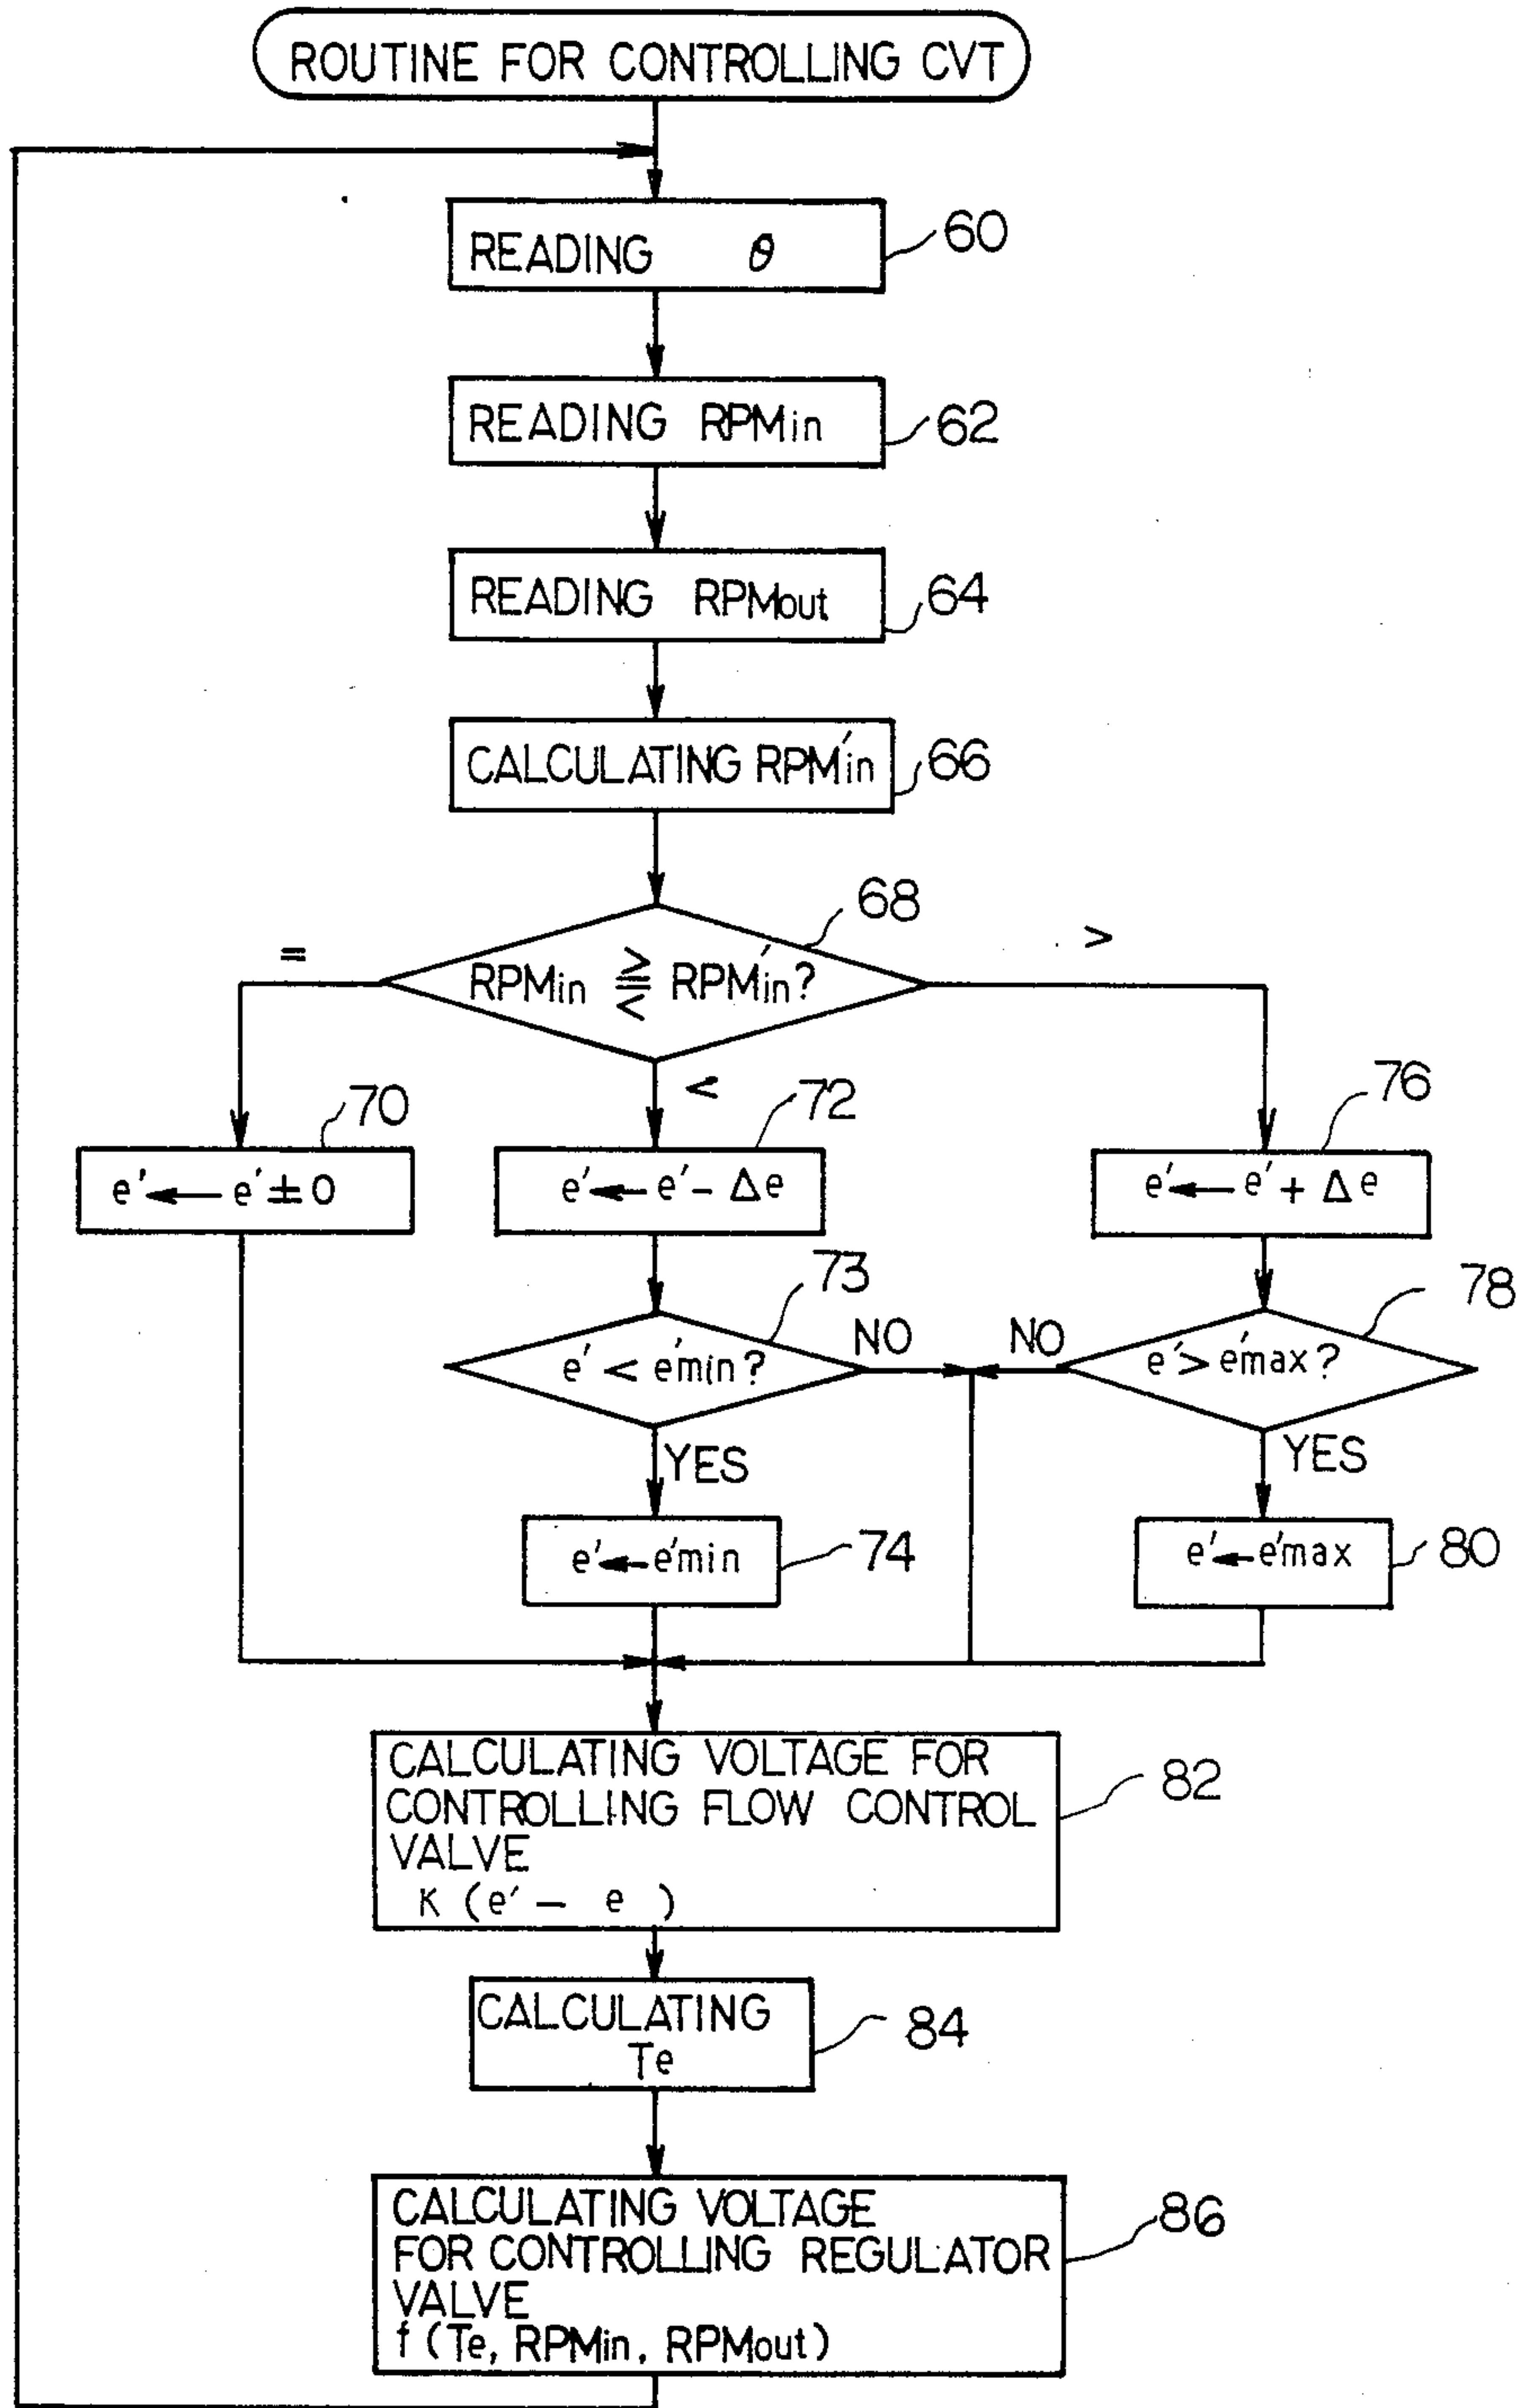 ROUTINE FOR CONTROLLING CVT
READING θ
60
READING RPMin
62
READING RPMout
64
CALCULATING RPM'in
66
68
=
>
RPMin ≧< RPM'in?
<
70
72
76
e' ← e' ± 0
e' ← e' - Δe
e' ← e' + Δe
73
78
e' < e'min?
NO
NO
e' > e'max?
YES
YES
e' ← e'min
74
e' ← e'max
80
CALCULATING VOLTAGE FOR
CONTROLLING FLOW CONTROL
VALVE
K (e' - e )
82
CALCULATING
Te
84
CALCULATING VOLTAGE
FOR CONTROLLING REGULATOR
VALVE
f (Te, RPMin, RPMout)
86